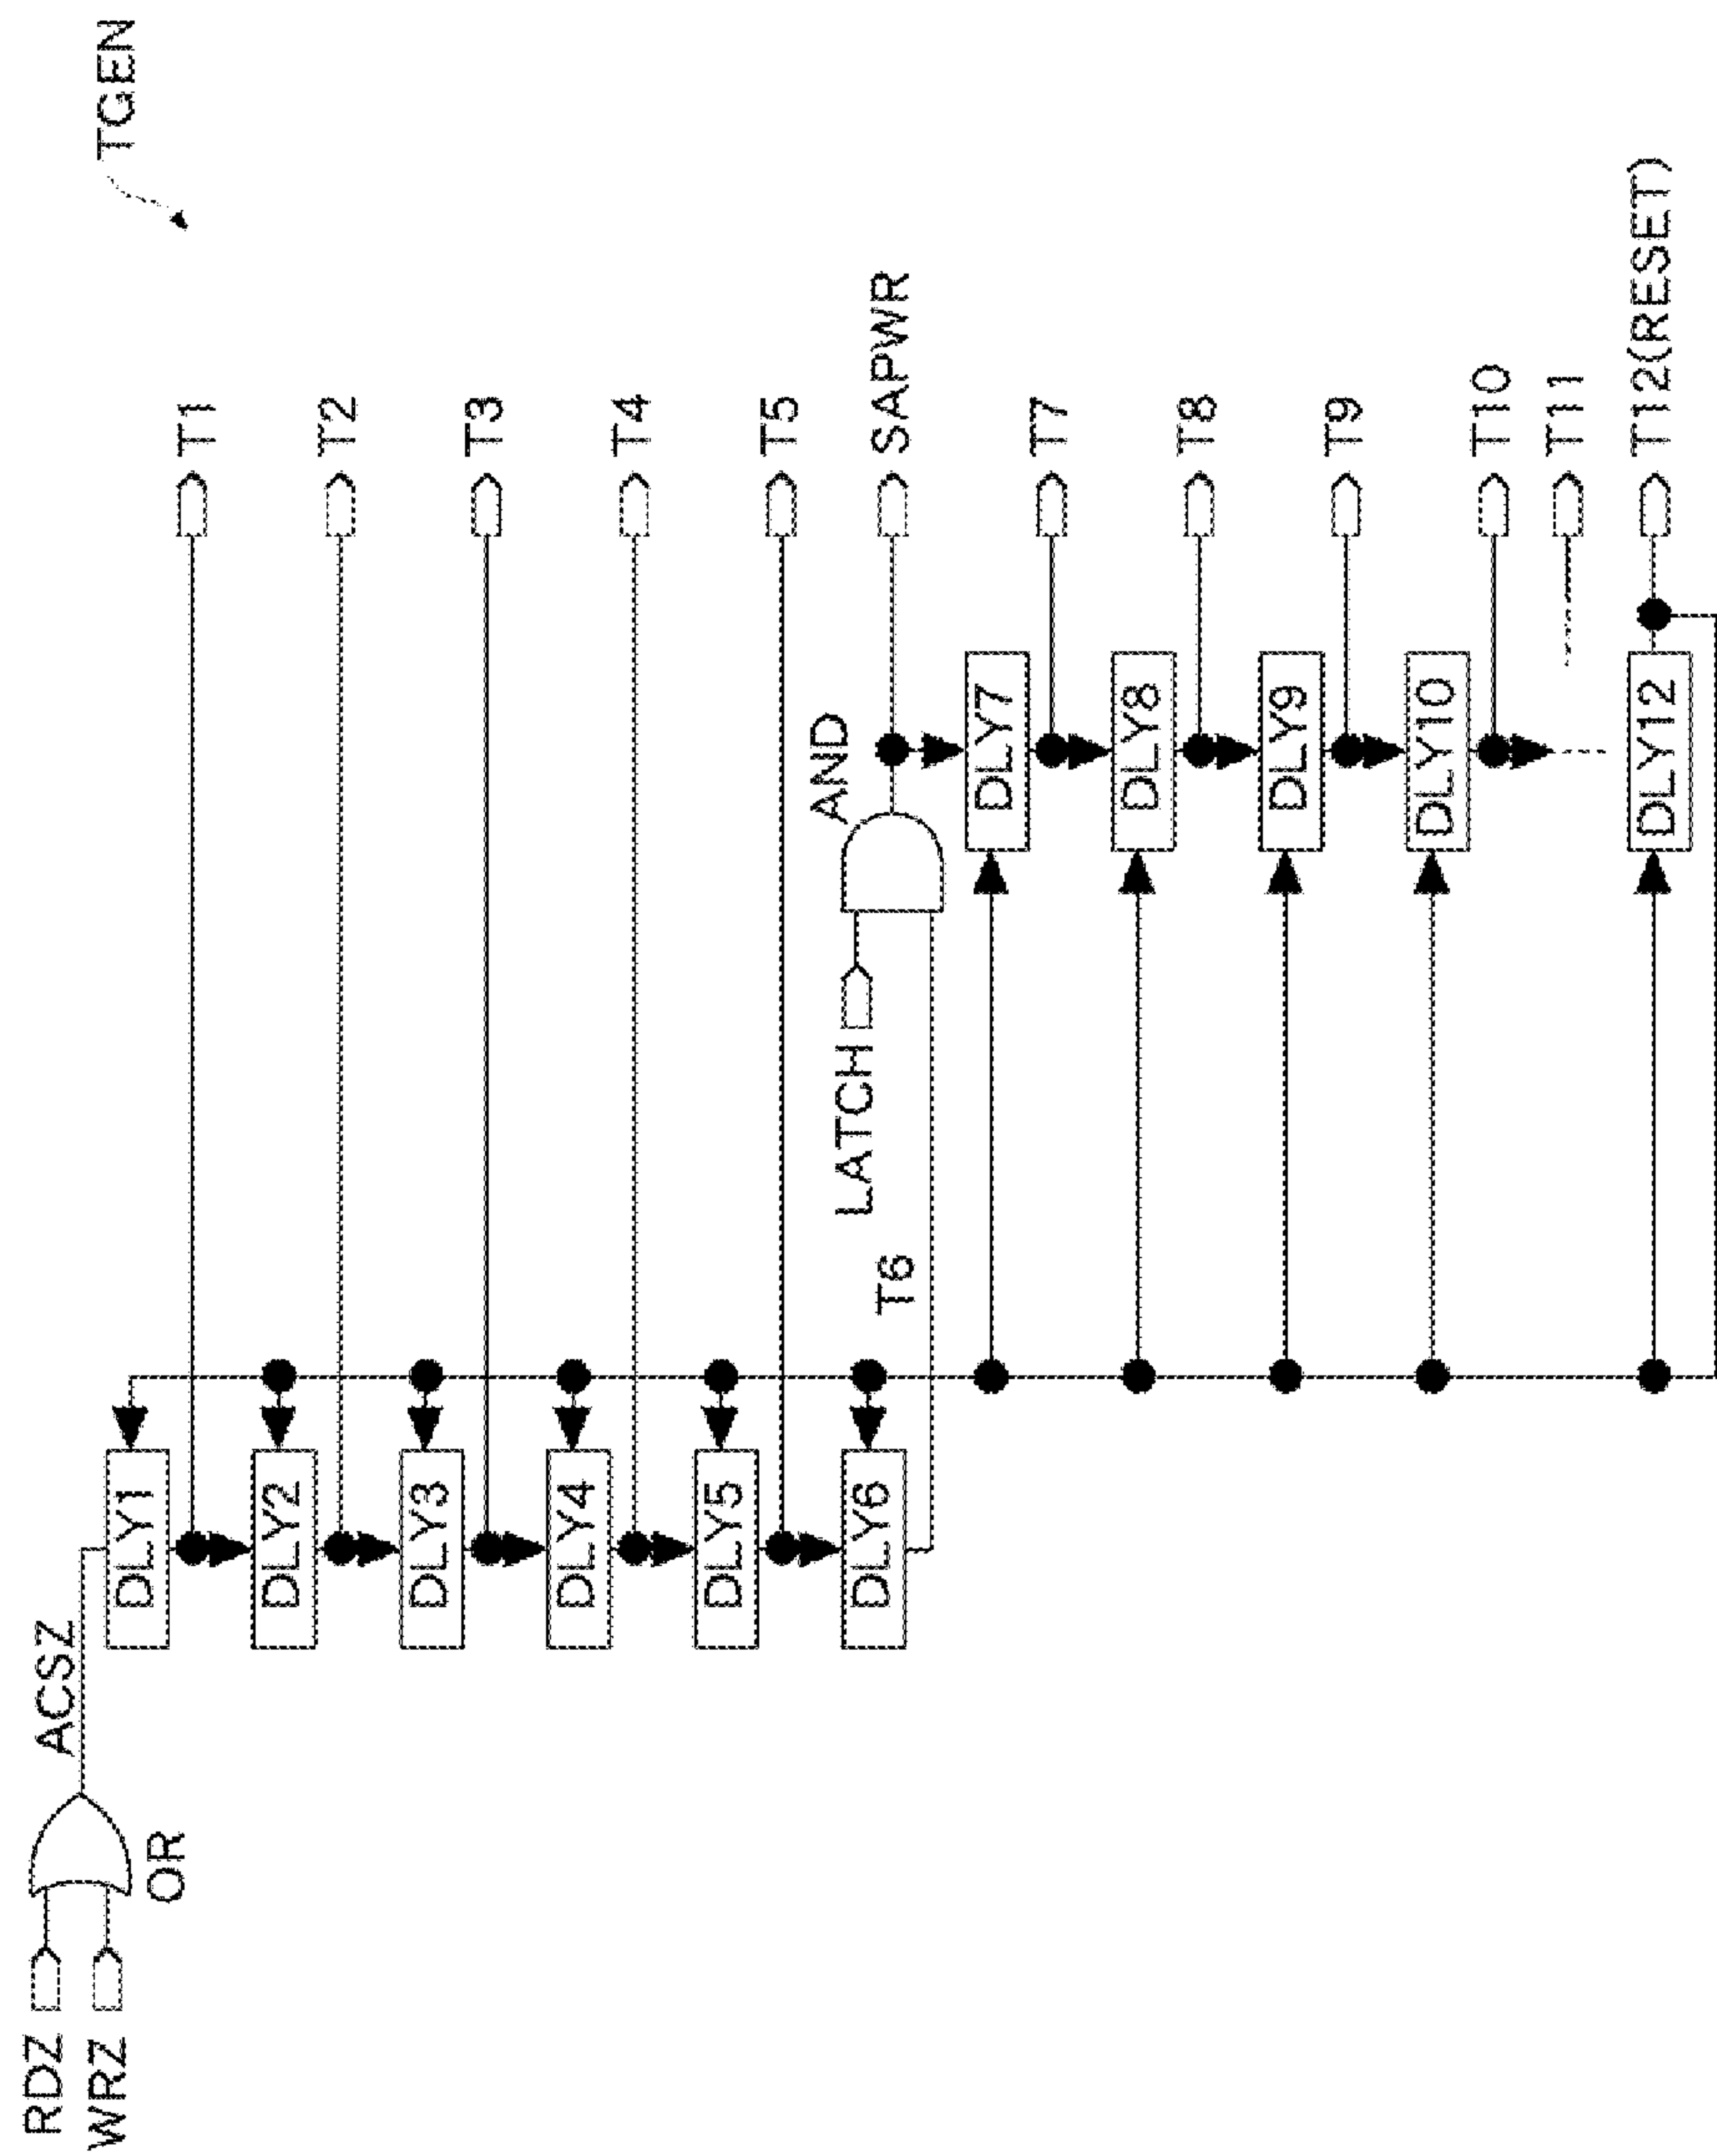 TGEN
RDZ
WRZ
OR
ACSZ
DLY1
T1
DLY2
T2
DLY3
T3
DLY4
T4
DLY5
T5
DLY6
T6
LATCH
AND
SAPWR
DLY7
T7
DLY8
T8
DLY9
T9
DLY10
T10
T11
DLY12
T12(RESET)